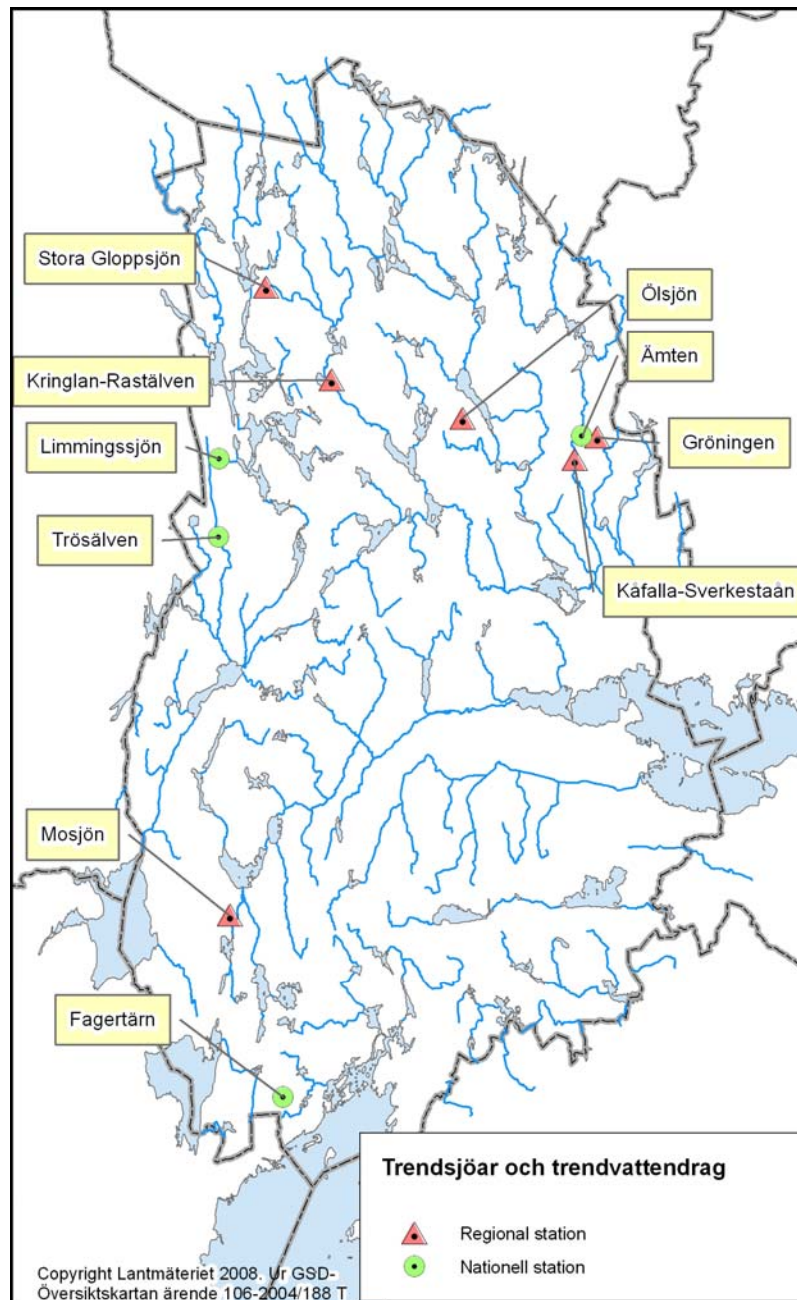 Stora Gloppsjön
Ölsjön
Ämten
Kringlan-Rastälven
Gröningen
Limmingssjön
Trösälven
Kåfalla-Sverkestaån
Mosjön
Fagertärn
Trendsjöar och trendvattendrag
Regional station
Nationell station
Copyright Lantmäteriet 2008. Ur GSD-
Översiktskartan ärende 106-2004/188 T